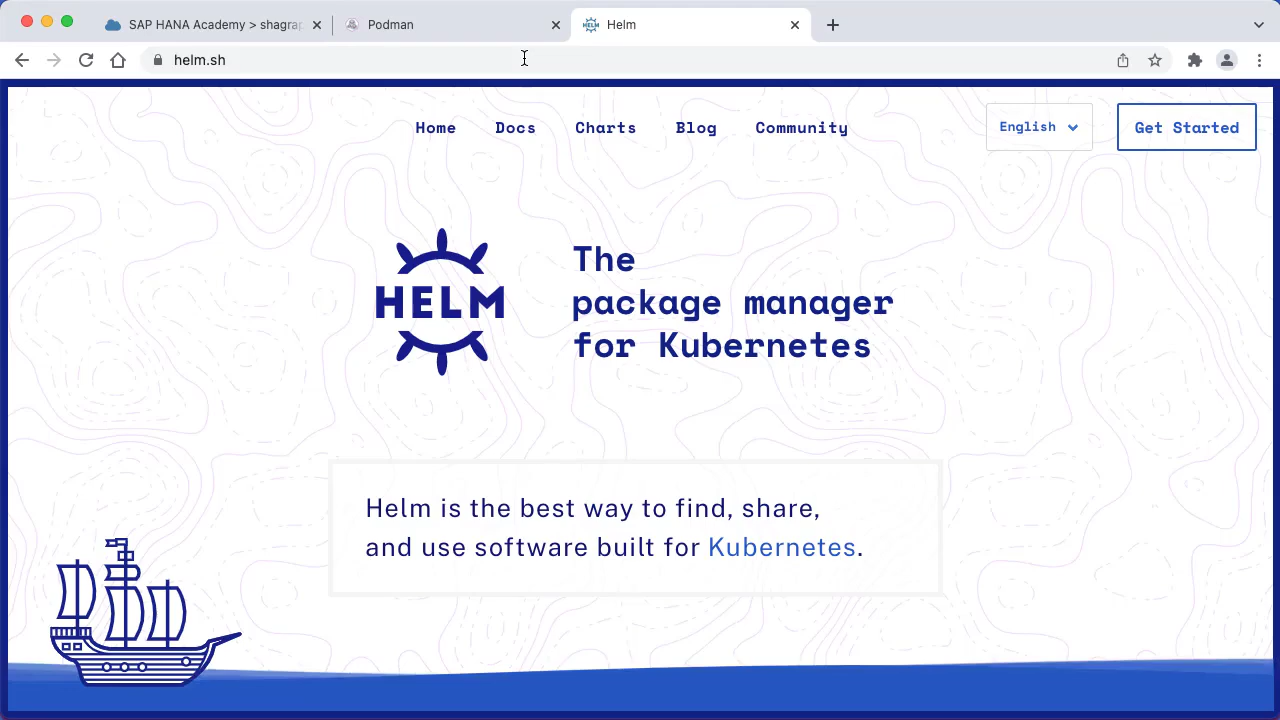 SAP HANA Academy > shagrap
Podman
Helm
helm.sh
Home
Docs
Charts
Blog
Community
English
Get Started
HELM
The
package manager
for Kubernetes
Helm is the best way to find, share,
and use software built for Kubernetes.